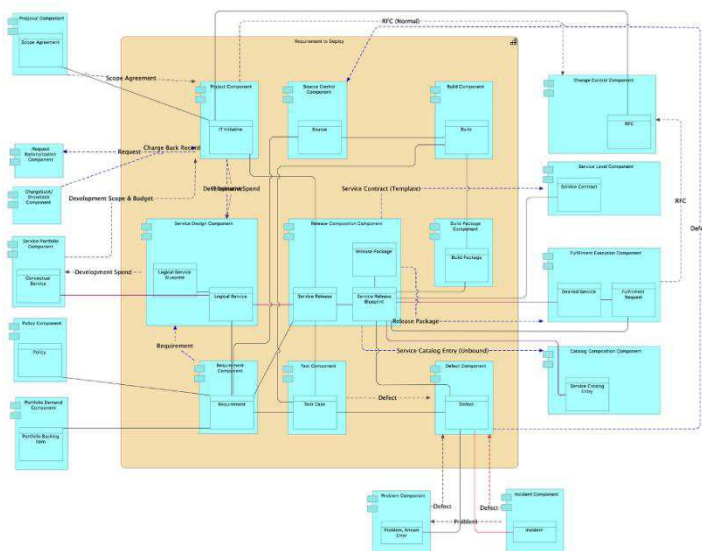 Proposal Component
Scope Agreement
RFC (Normal)
Requirement to Deploy
Scope Agreement
Project Component
IT Initiative
Source Control
Component
Source
Build Component
Build
Change Control Component
RFC
Request
Rationalization
Component
Request
Charge Back Record
Chargeback/
Showback
Component
Development Scope & Budget
Service Contract (Template)
Service Level Component
Service Contract
RFC
Service Portfolio
Component
Conceptual
Service
Development Spend
Service Design Component
Logical Service
Blueprint
Logical Service
Release Composition Component
Release Package
Service Release
Service Release
Blueprint
Build Package
Component
Build Package
Fulfillment Execution Component
Desired Service
Fulfillment
Request
Release Package
Policy Component
Policy
Requirement
Service Catalog Entry (Unbound)
Catalog Composition Component
Service Catalog
Entry
Requirement
Component
Requirement
Test Component
Test Case
Defect
Defect Component
Defect
Portfolio Demand
Component
Portfolio Backlog
Item
Problem Component
Problem, Known
Error
Defect
Problem
Defect
Incident Component
Incident